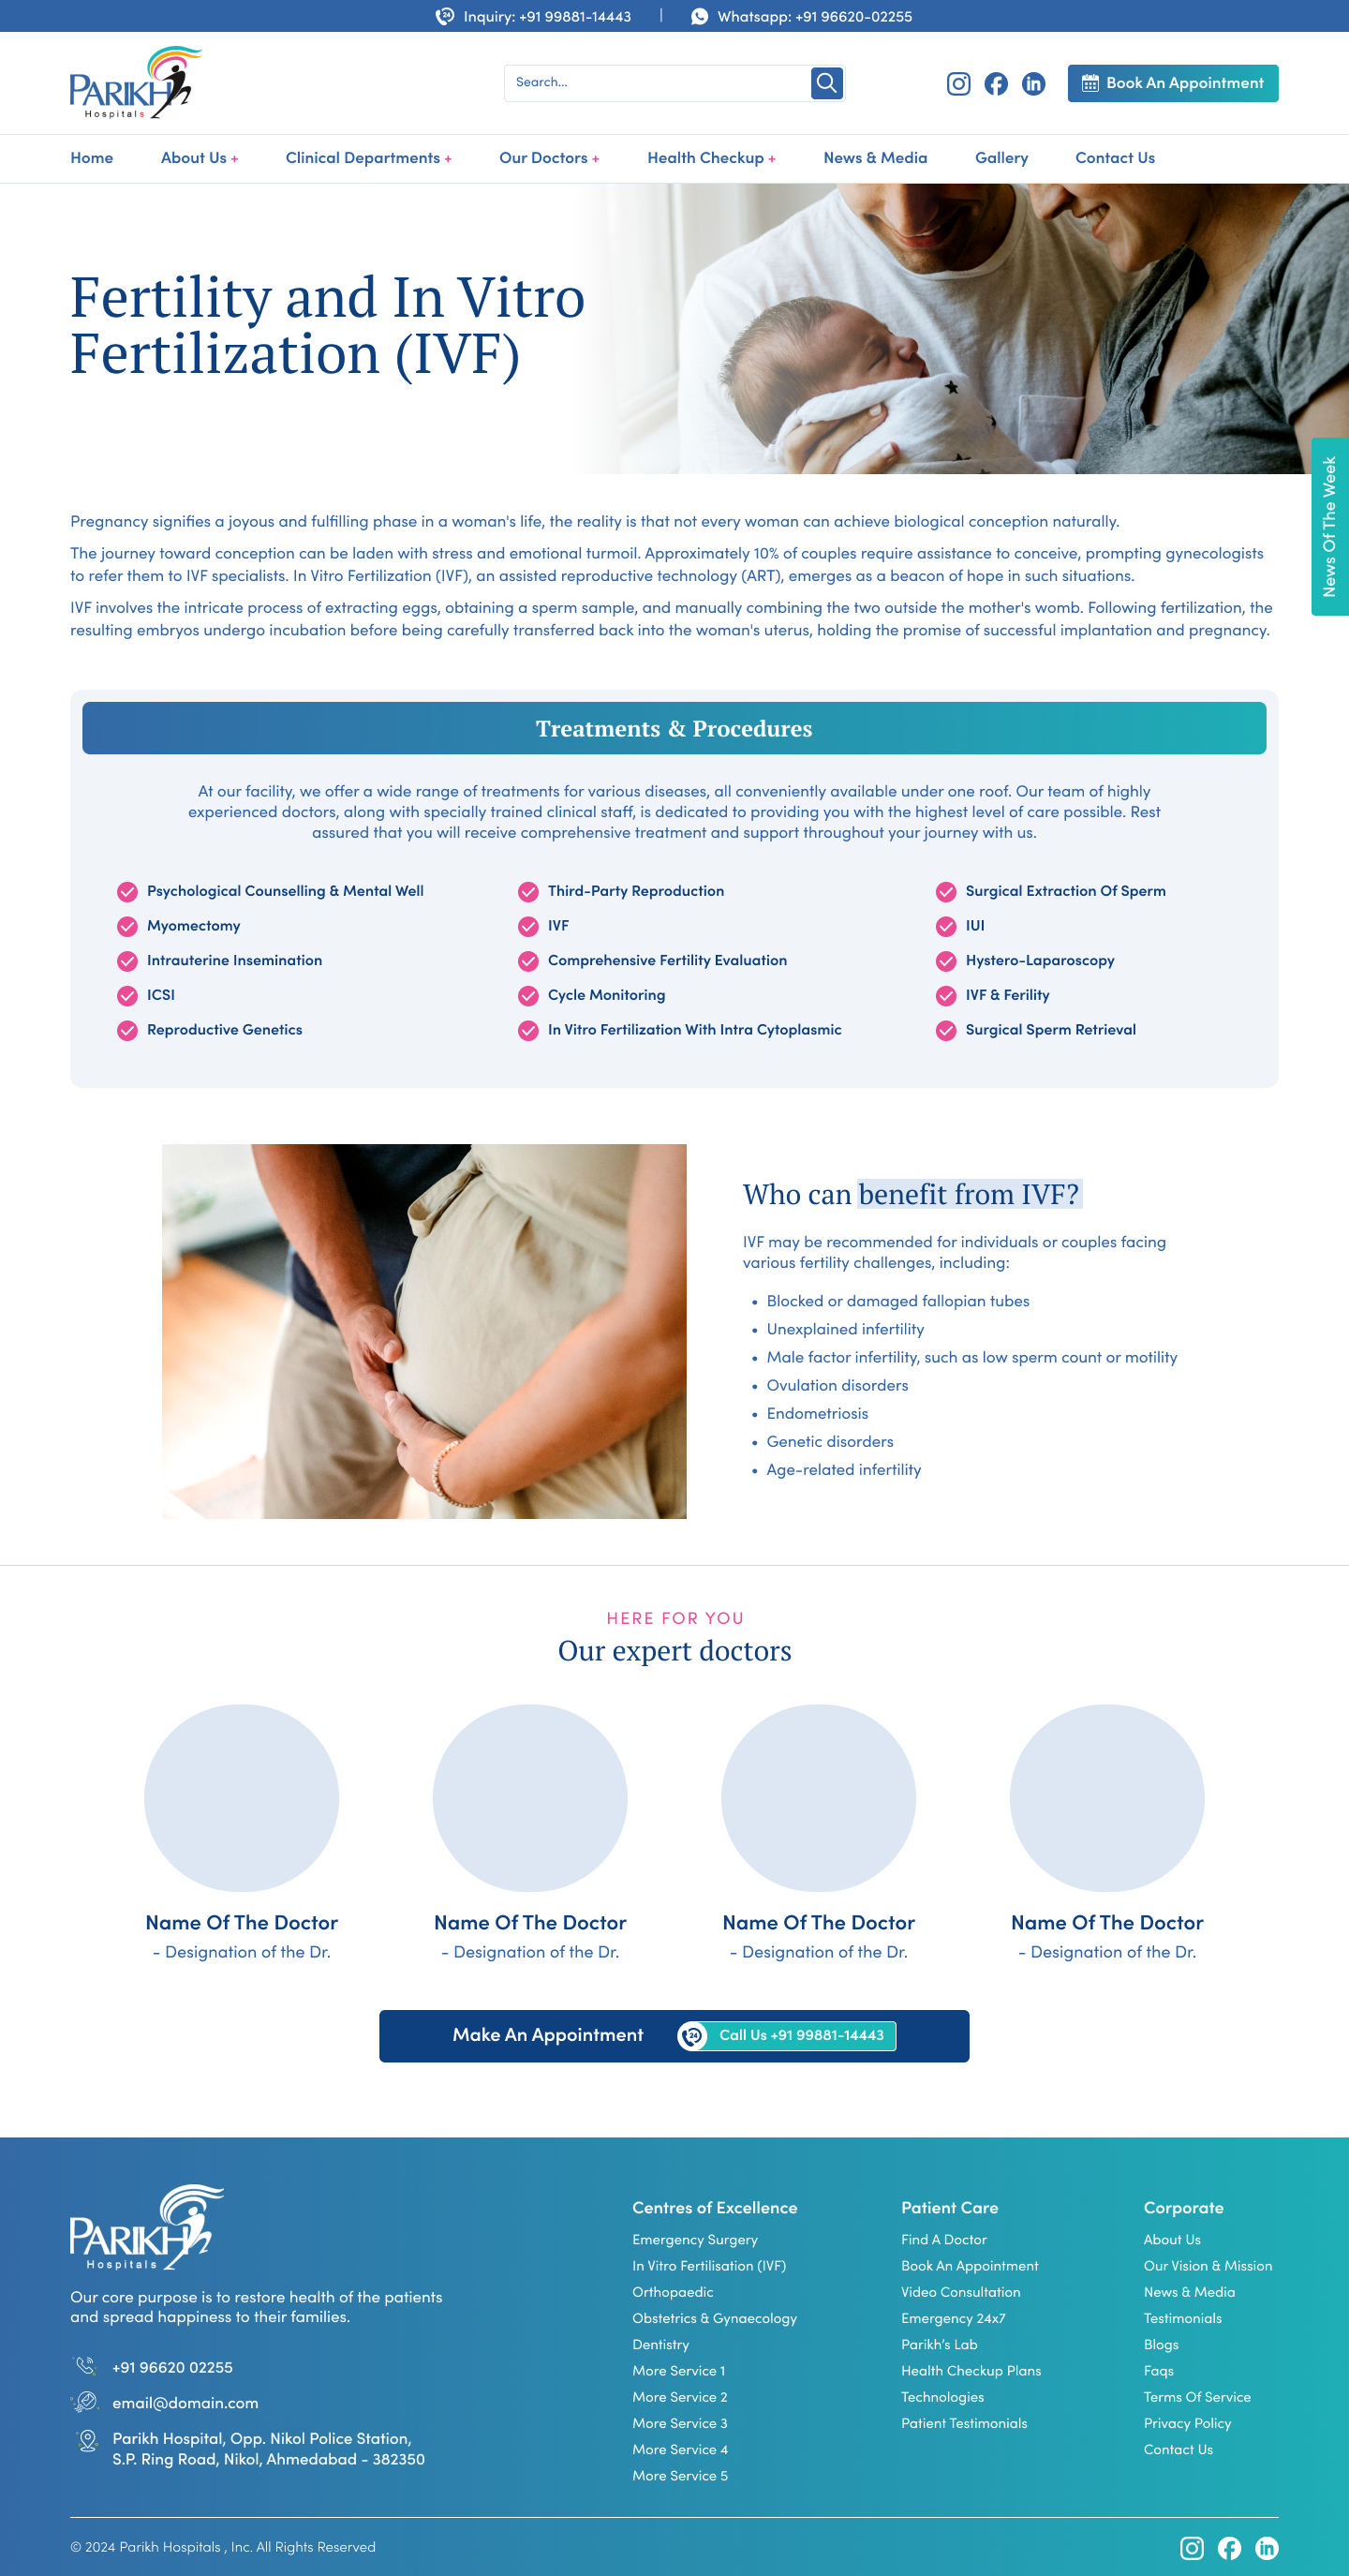 Inquiry: +91 99881-14443 | Whatsapp: +91 96620-02255
PARIKH
Hospitals
Search...
Book An Appointment
Home About Us + Clinical Departments + Our Doctors + Health Checkup + News & Media Gallery Contact Us
Fertility and In Vitro
Fertilization (IVF)
News Of The Week
Pregnancy signifies a joyous and fulfilling phase in a woman's life, the reality is that not every woman can achieve biological conception naturally.
The journey toward conception can be laden with stress and emotional turmoil. Approximately 10% of couples require assistance to conceive, prompting gynecologists
to refer them to IVF specialists. In Vitro Fertilization (IVF), an assisted reproductive technology (ART), emerges as a beacon of hope in such situations.
IVF involves the intricate process of extracting eggs, obtaining a sperm sample, and manually combining the two outside the mother's womb. Following fertilization, the
resulting embryos undergo incubation before being carefully transferred back into the woman's uterus, holding the promise of successful implantation and pregnancy.
Treatments & Procedures
At our facility, we offer a wide range of treatments for various diseases, all conveniently available under one roof. Our team of highly
experienced doctors, along with specially trained clinical staff, is dedicated to providing you with the highest level of care possible. Rest
assured that you will receive comprehensive treatment and support throughout your journey with us.
Psychological Counselling & Mental Well
Myomectomy
Intrauterine Insemination
ICSI
Reproductive Genetics
Third-Party Reproduction
IVF
Comprehensive Fertility Evaluation
Cycle Monitoring
In Vitro Fertilization With Intra Cytoplasmic
Surgical Extraction Of Sperm
IUI
Hystero-Laparoscopy
IVF & Ferility
Surgical Sperm Retrieval
Who can benefit from IVF?
IVF may be recommended for individuals or couples facing
various fertility challenges, including:
• Blocked or damaged fallopian tubes
• Unexplained infertility
• Male factor infertility, such as low sperm count or motility
• Ovulation disorders
• Endometriosis
• Genetic disorders
• Age-related infertility
HERE FOR YOU
Our expert doctors
Name Of The Doctor
- Designation of the Dr.
Name Of The Doctor
- Designation of the Dr.
Name Of The Doctor
- Designation of the Dr.
Name Of The Doctor
- Designation of the Dr.
Make An Appointment
24
Call Us +91 99881-14443
PARIKH
Hospitals
Our core purpose is to restore health of the patients
and spread happiness to their families.
+91 96620 02255
email@domain.com
Parikh Hospital, Opp. Nikol Police Station,
S.P. Ring Road, Nikol, Ahmedabad - 382350
Centres of Excellence
Emergency Surgery
In Vitro Fertilisation (IVF)
Orthopaedic
Obstetrics & Gynaecology
Dentistry
More Service 1
More Service 2
More Service 3
More Service 4
More Service 5
Patient Care
Find A Doctor
Book An Appointment
Video Consultation
Emergency 24x7
Parikh's Lab
Health Checkup Plans
Technologies
Patient Testimonials
Corporate
About Us
Our Vision & Mission
News & Media
Testimonials
Blogs
Faqs
Terms Of Service
Privacy Policy
Contact Us
© 2024 Parikh Hospitals , Inc. All Rights Reserved